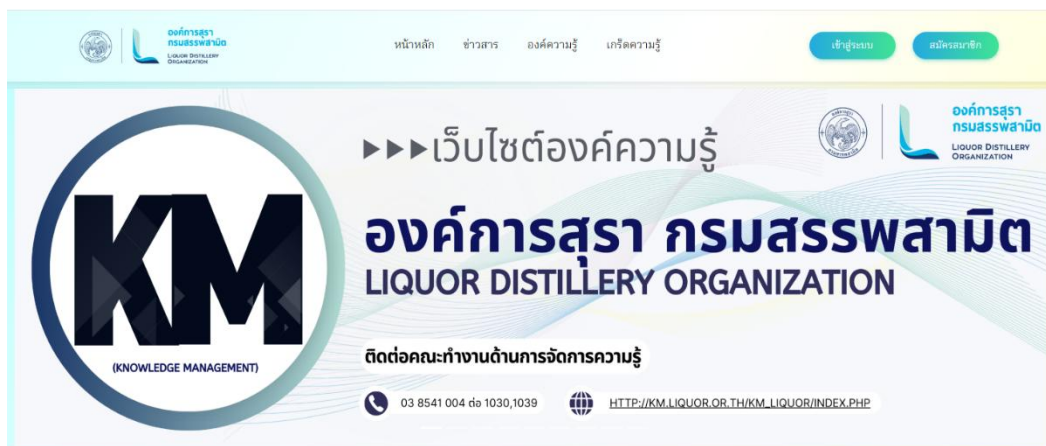 องค์การสุรา
กรมสรรพสามิต
LIQUOR DISTILLERY
ORGANIZATION
หน้าหลัก ข่าวสาร องค์ความรู้ เกร็ดความรู้
เข้าสู่ระบบ สมัครสมาชิก
เว็บไซต์องค์ความรู้
องค์การสุรา
กรมสรรพสามิต
LIQUOR DISTILLERY
ORGANIZATION
KM
(KNOWLEDGE MANAGEMENT)
องค์การสุรา กรมสรรพสามิต
LIQUOR DISTILLERY ORGANIZATION
ติดต่อคณะทำงานด้านการจัดการความรู้
03 8541 004 ต่อ 1030,1039 HTTP://KM.LIQUOR.OR.TH/KM_LIQUOR/INDEX.PHP